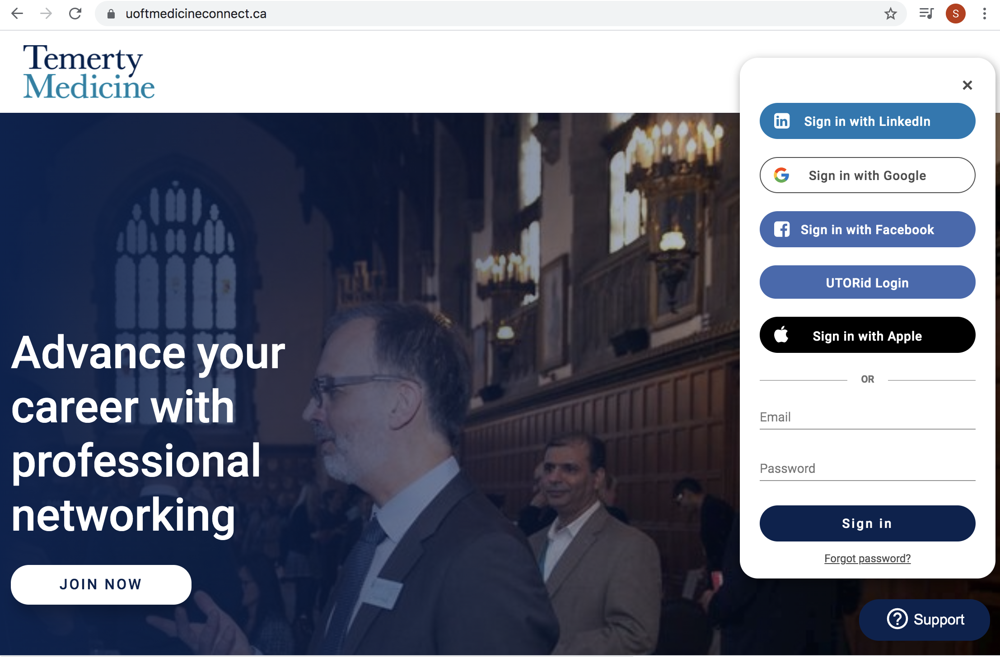 uoftmedicineconnect.ca
S
Temerty
Medicine
Advance your
career with
professional
networking
JOIN NOW
Sign in with LinkedIn
Sign in with Google
Sign in with Facebook
UTORid Login
Sign in with Apple
OR
Email
Password
Sign in
Forgot password?
Support